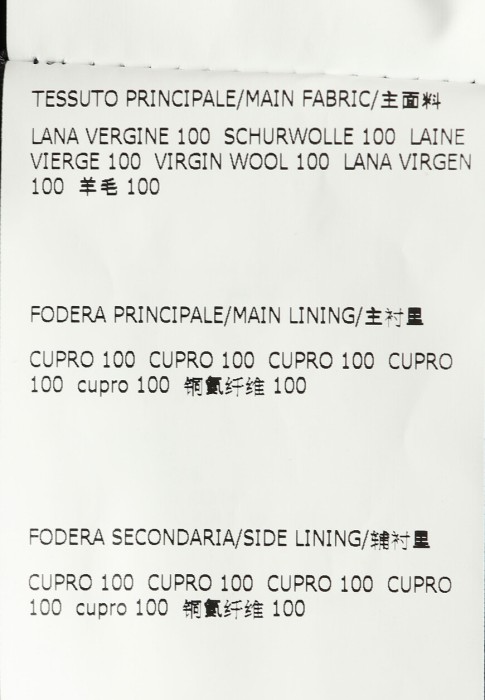 TESSUTO PRINCIPALE/MAIN FABRIC/主面料
LANA VERGINE 100 SCHURWOLLE 100 LAINE
VIERGE 100 VIRGIN WOOL 100 LANA VIRGEN
100 羊毛 100
FODERA PRINCIPALE/MAIN LINING/主衬里
CUPRO 100 CUPRO 100 CUPRO 100 CUPRO
100 cupro 100 铜氨纤维 100
FODERA SECONDARIA/SIDE LINING/辅衬里
CUPRO 100 CUPRO 100 CUPRO 100 CUPRO
100 cupro 100 铜氨纤维 100